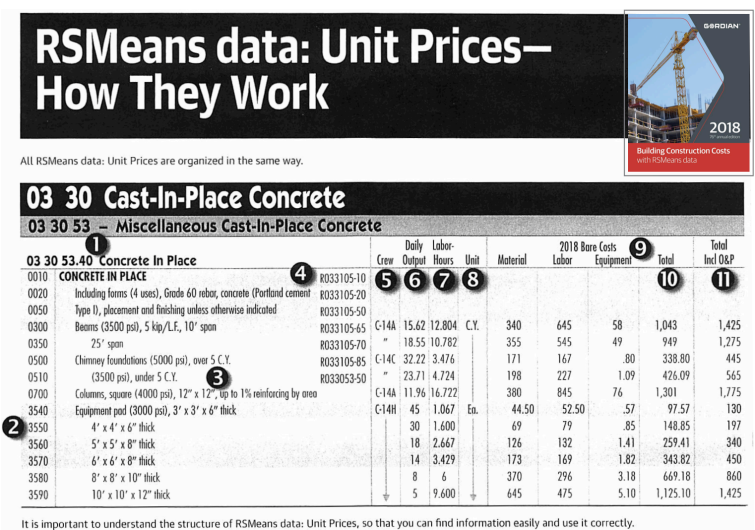 RSMeans data: Unit Prices—
How They Work
GORDIAN
2018
Building Construction Costs
with RSMeans data
All RSMeans data: Unit Prices are organized in the same way.
03 30 Cast-In-Place Concrete
03 30 53 – Miscellaneous Cast-In-Place Concrete
1
Daily Labor- 2018 Bare Costs 9 Total
03 30 53.40 Concrete In Place Crew Output Hours Unit Material Labor Equipment Total Incl O&P
0010 CONCRETE IN PLACE 4 R033105-10 5 6 7 8 10 11
0020 Including forms (4 uses), Grade 60 rebar, concrete (Portland cement R033105-20
0050 Type I), placement and finishing unless otherwise indicated R033105-50
0300 Beams (3500 psi), 5 kip/L.F., 10' span R033105-65 C-14A 15.62 12.804 C.Y. 340 645 58 1,043 1,425
0350 25' span R033105-70 " 18.55 10.782 355 545 49 949 1,275
0500 Chimney foundations (5000 psi), over 5 C.Y. R033105-85 C-14C 32.22 3.476 171 167 .80 338.80 445
0510 (3500 psi), under 5 C.Y. 3 R033053-50 " 23.71 4.724 198 227 1.09 426.09 565
0700 Columns, square (4000 psi), 12" x 12", up to 1% reinforcing by area C-14A 11.96 16.722 380 845 76 1,301 1,775
3540 Equipment pad (3000 psi), 3' x 3' x 6" thick C-14H 45 1.067 Ea. 44.50 52.50 .57 97.57 130
2 3550 4' x 4' x 6" thick 30 1.600 69 79 .85 148.85 197
3560 5' x 5' x 8" thick 18 2.667 126 132 1.41 259.41 340
3570 6' x 6' x 8" thick 14 3.429 173 169 1.82 343.82 450
3580 8' x 8' x 10" thick 8 6 370 296 3.18 669.18 860
3590 10' x 10' x 12" thick 5 9.600 645 475 5.10 1,125.10 1,425
It is important to understand the structure of RSMeans data: Unit Prices, so that you can find information easily and use it correctly.